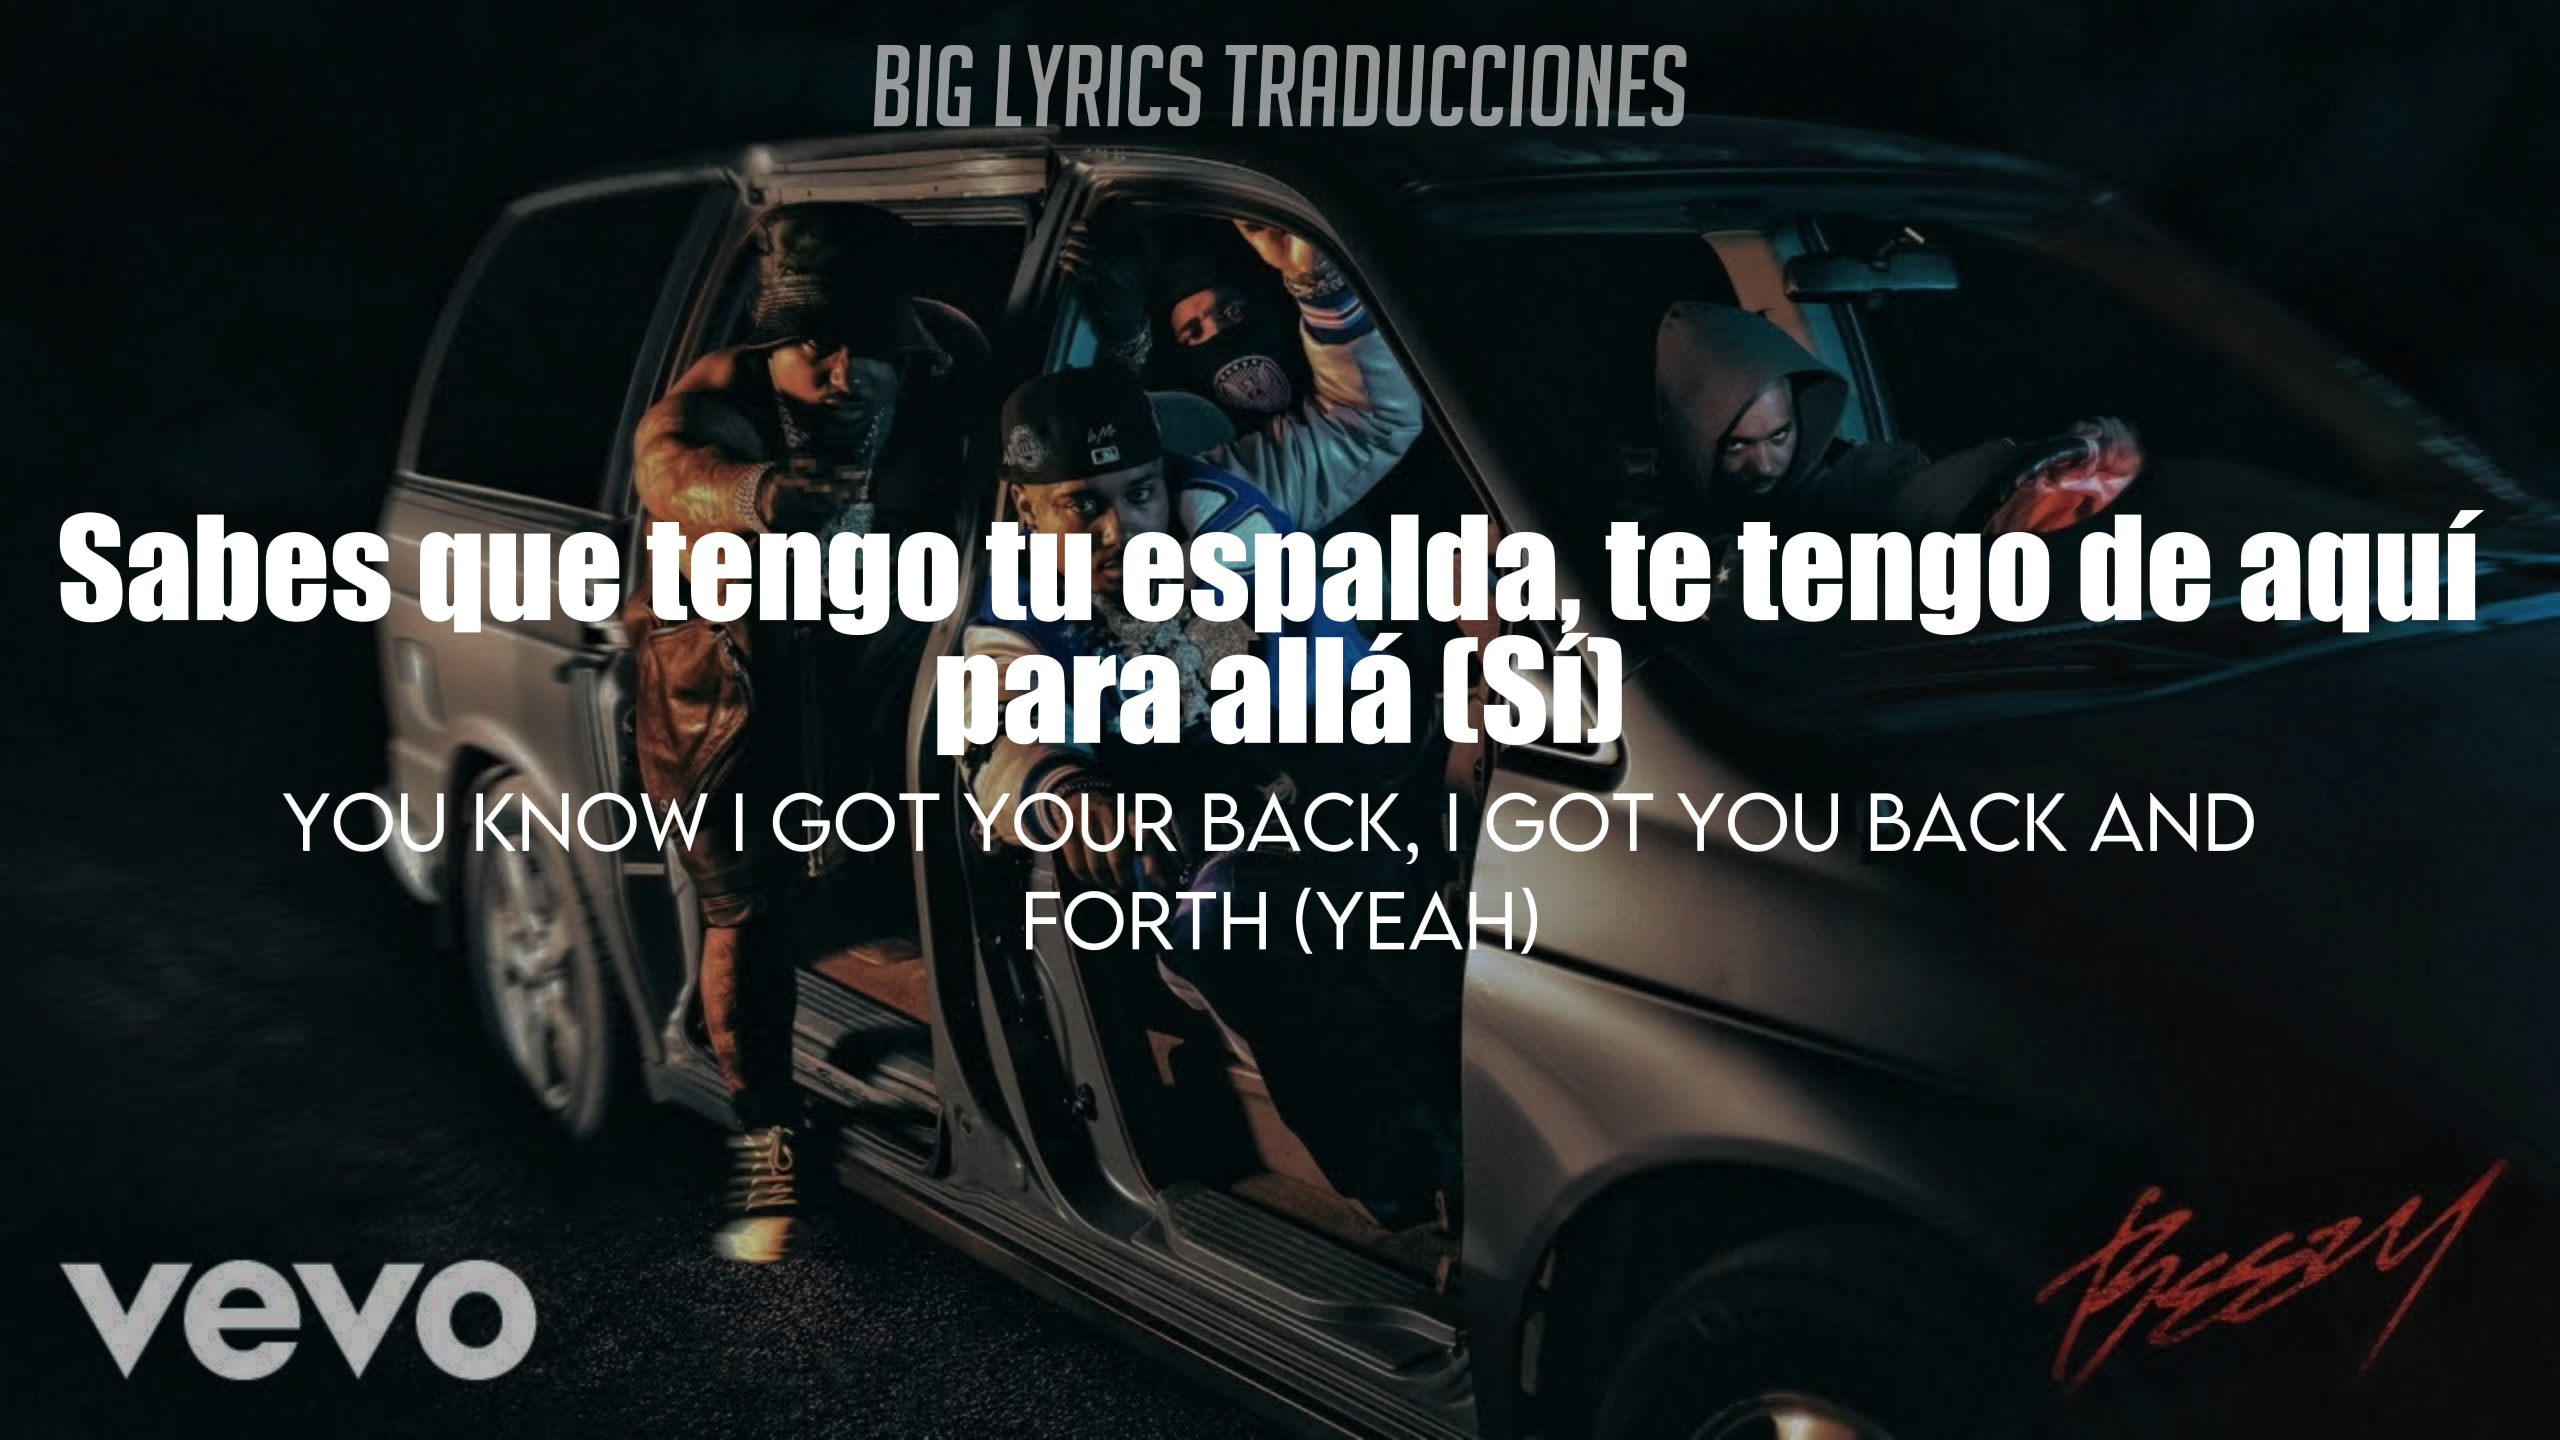 BIG LYRICS TRADUCCIONES
Sabes que tengo tu espalda, te tengo de aquí
para allá (Sí)
YOU KNOW I GOT YOUR BACK, I GOT YOU BACK AND
FORTH (YEAH)
vevo
Breezy